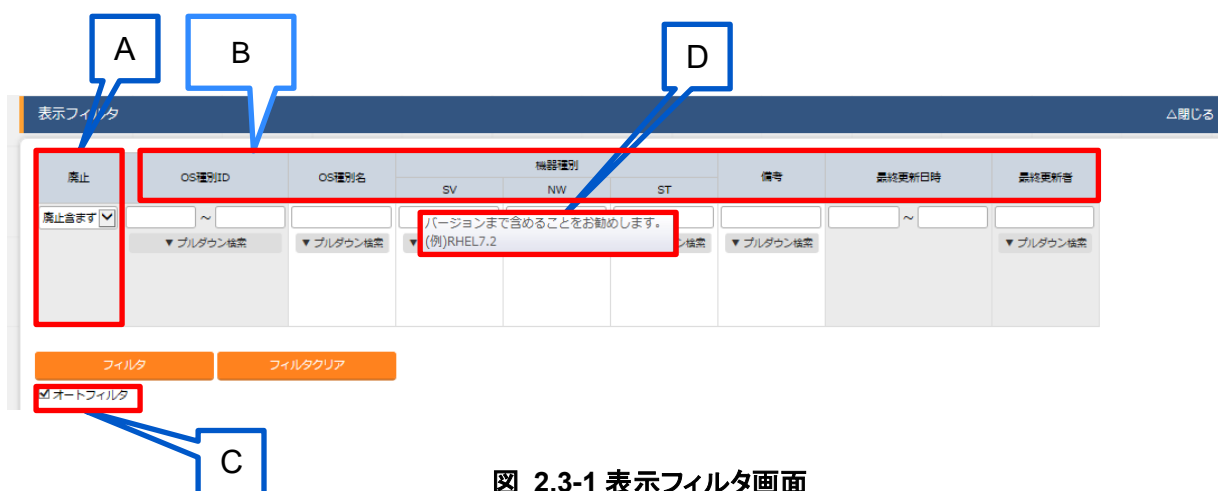 A
B
D
表示フィルタ
△閉じる
廃止
OS種別ID
OS種別名
機器種別
備考
最終更新日時
最終更新者
SV
NW
ST
廃止含まず
～
～
バージョンまで含めることをお勧めします。
(例)RHEL7.2
▼ プルダウン検索
▼ プルダウン検索
▼
ン検索
▼ プルダウン検索
▼ プルダウン検索
フィルタ
フィルタクリア
オートフィルタ
C
図 2.3-1 表示フィルタ画面